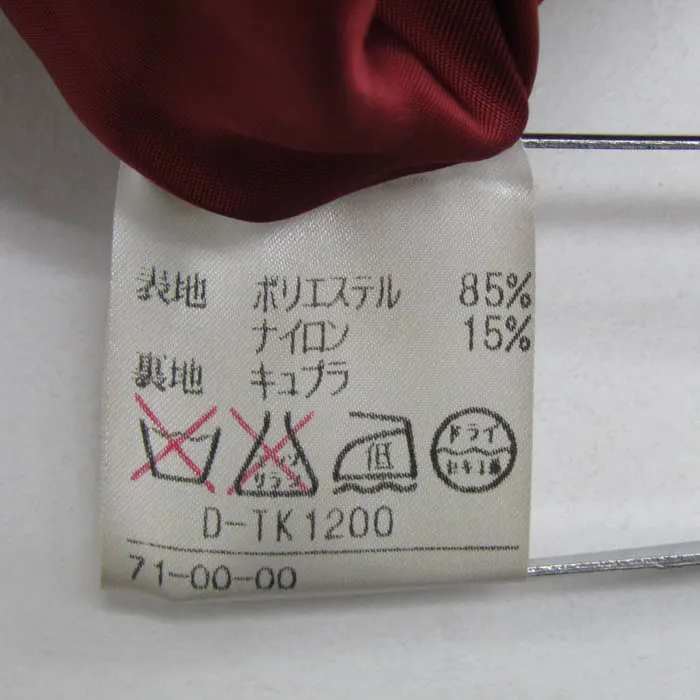 表地 ポリエステル 85%
ナイロン 15%
裏地 キュプラ
低
ドライ
D-TK1200
71-00-00